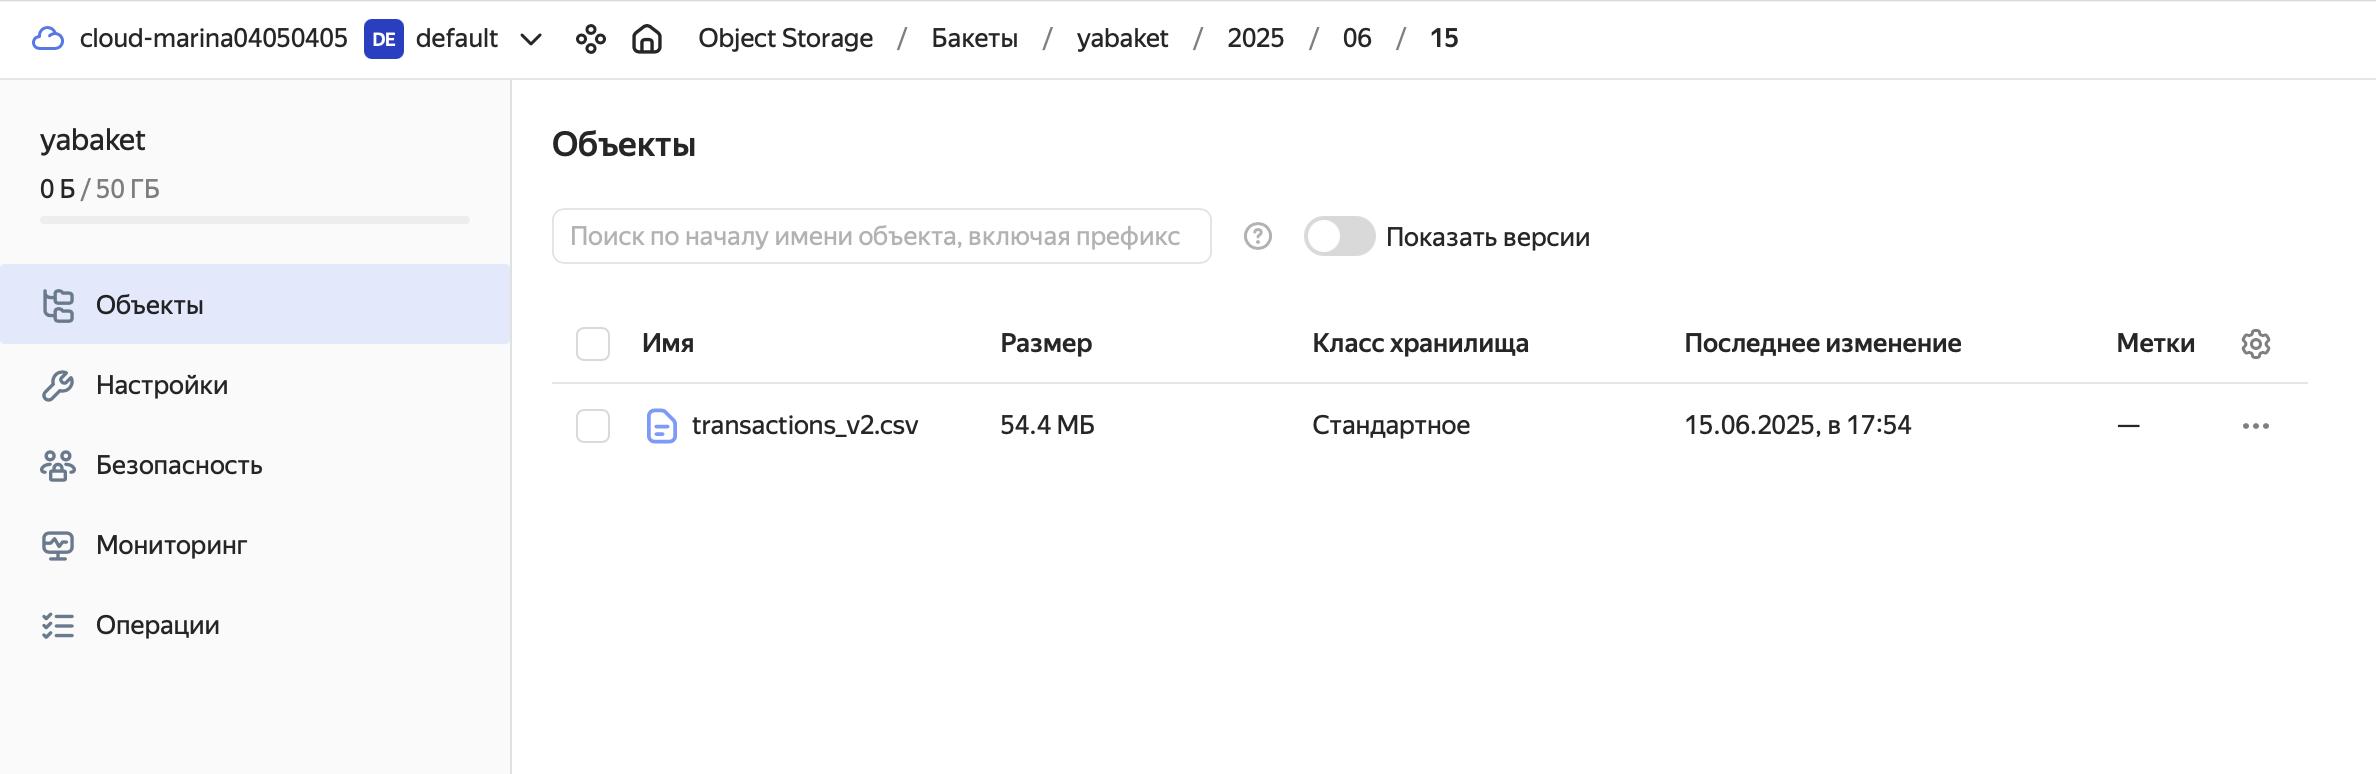 cloud-marina04050405 DE default Object Storage / Бакеты / yabaket / 2025 / 06 / 15
yabaket
0 Б / 50 ГБ
Объекты
Настройки
Безопасность
Мониторинг
Операции
Объекты
Поиск по началу имени объекта, включая префикс ? Показать версии
Имя Размер Класс хранилища Последнее изменение Метки
transactions_v2.csv 54.4 МБ Стандартное 15.06.2025, в 17:54 —